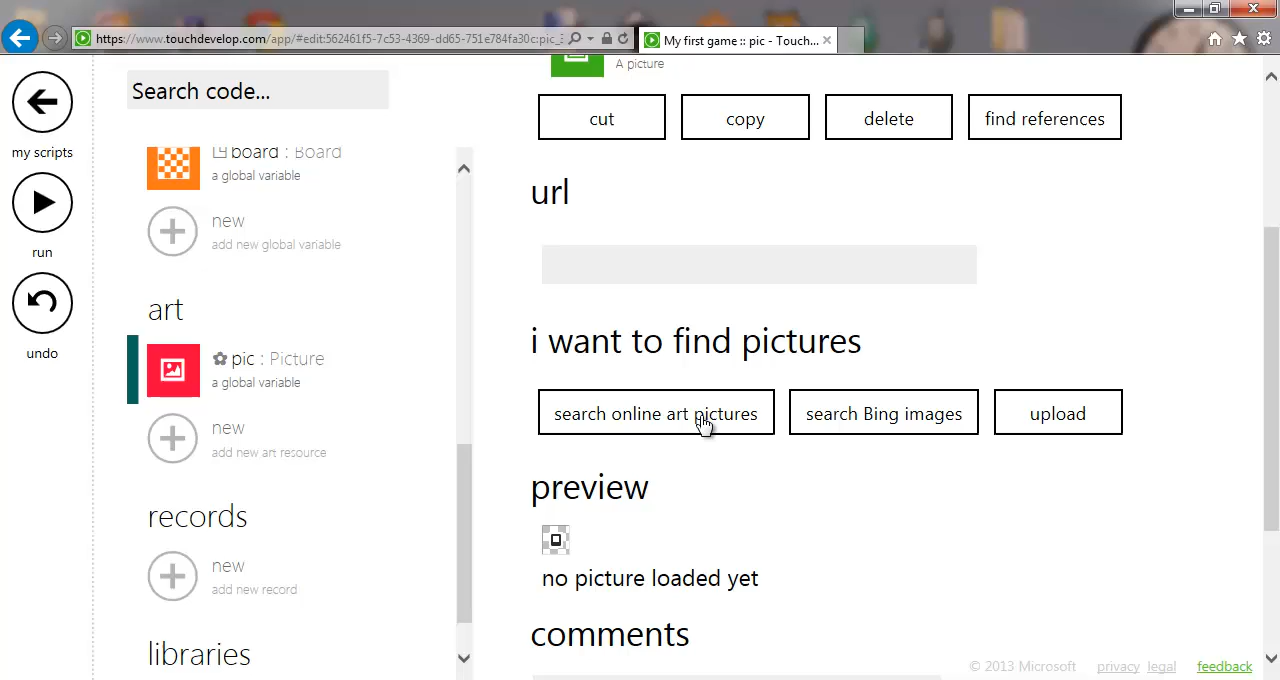 https://www.touchdevelop.com/app/#edit:562461f5-7c53-4369-dd65-751e784fa30c:pic_
My first game :: pic - Touch...
my scripts
run
undo
Search code...
board : Board
a global variable
new
add new global variable
art
pic : Picture
a global variable
new
add new art resource
records
new
add new record
libraries
A picture
cut
copy
delete
find references
url
i want to find pictures
search online art pictures
search Bing images
upload
preview
no picture loaded yet
comments
© 2013 Microsoft
privacy
legal
feedback